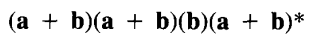 (a + b)(a + b)(b)(a + b)*